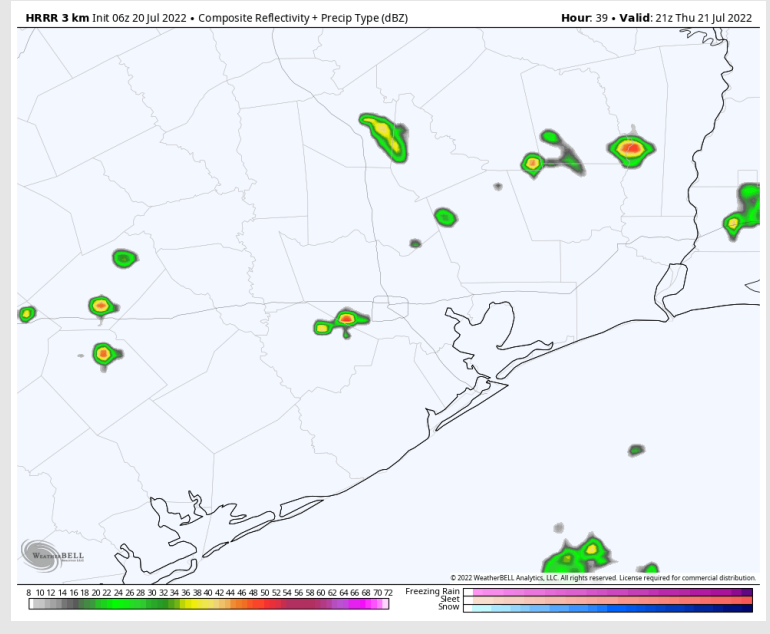 HRRR 3 km Init 06z 20 Jul 2022 • Composite Reflectivity + Precip Type (dBZ)
Hour: 39 • Valid: 21z Thu 21 Jul 2022
WEATHERBELL
© 2022 WeatherBELL Analytics, LLC. All rights reserved. License required for commercial distribution.
8 10 12 14 16 18 20 22 24 26 28 30 32 34 36 38 40 42 44 46 48 50 52 54 56 58 60 62 64 66 68 70 72
Freezing Rain
Sleet
Snow